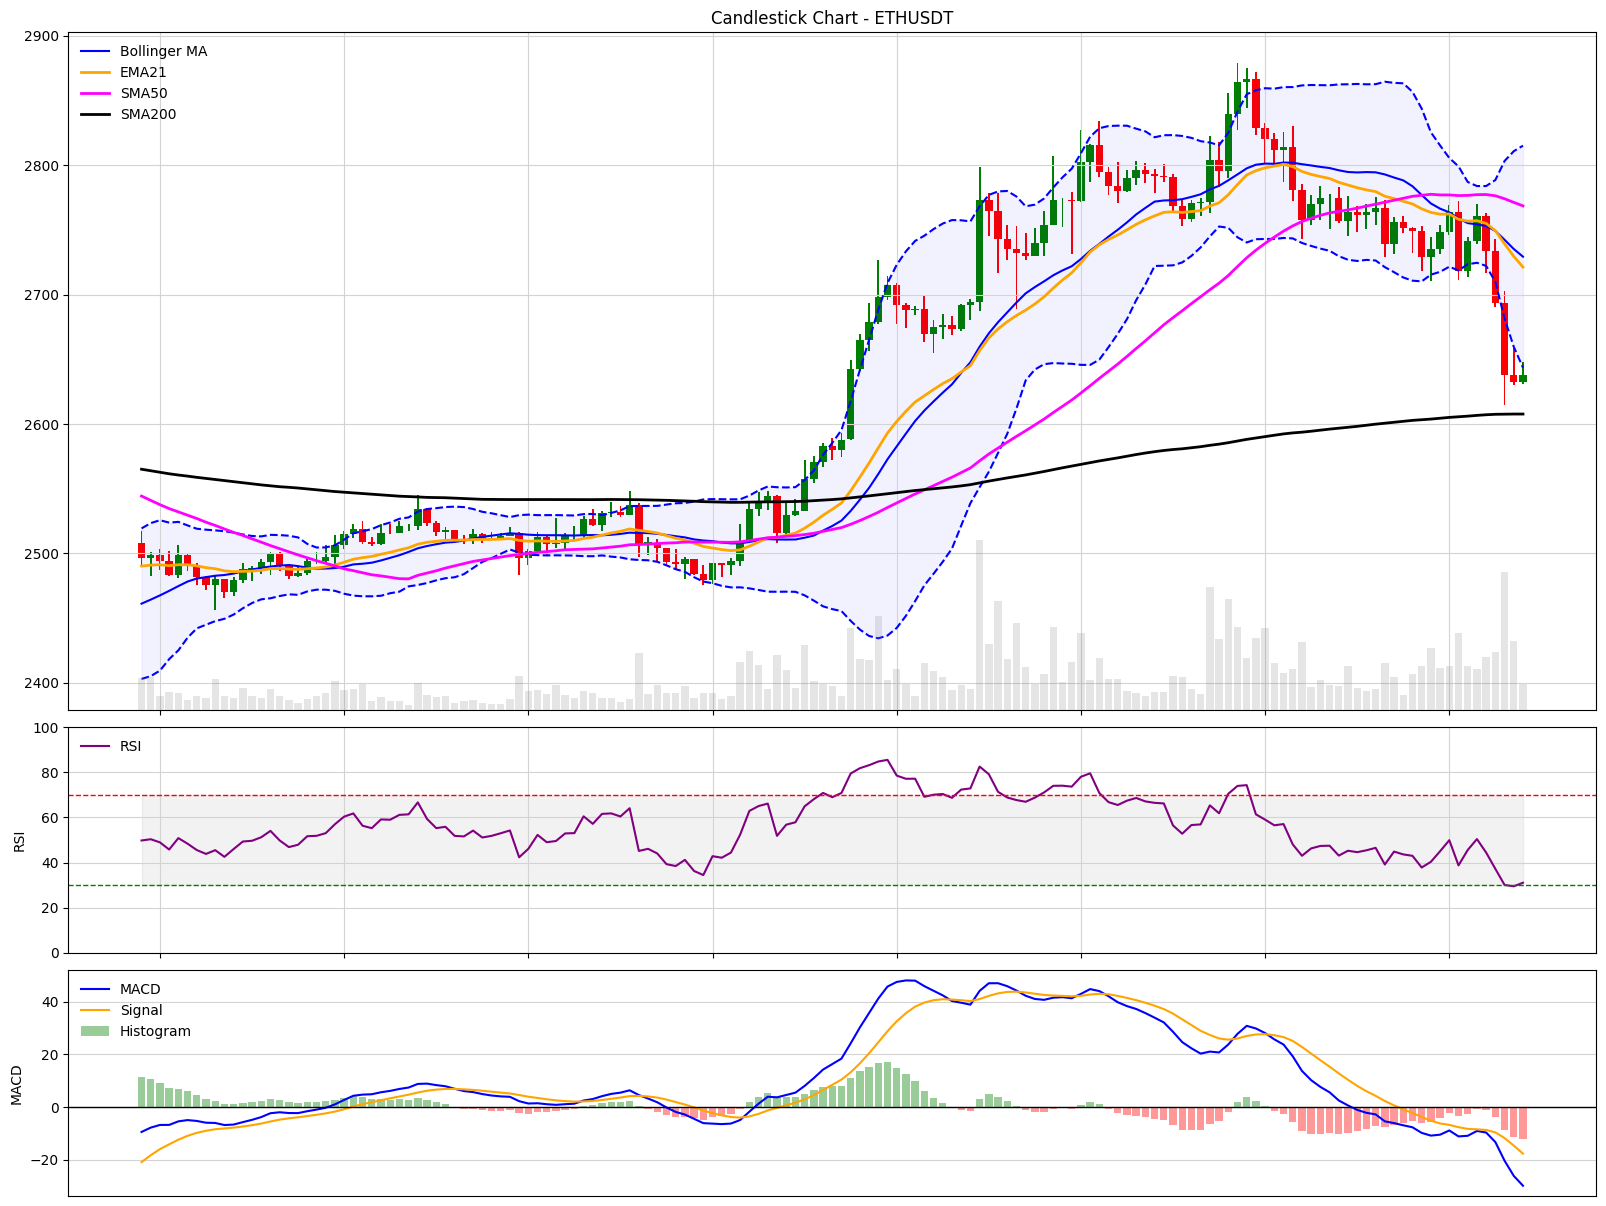 Candlestick Chart - ETHUSDT
2900
2800
2700
2600
2500
2400
Bollinger MA
EMA21
SMA50
SMA200
100
80
60
40
20
0
RSI
RSI
40
20
0
−20
MACD
MACD
Signal
Histogram